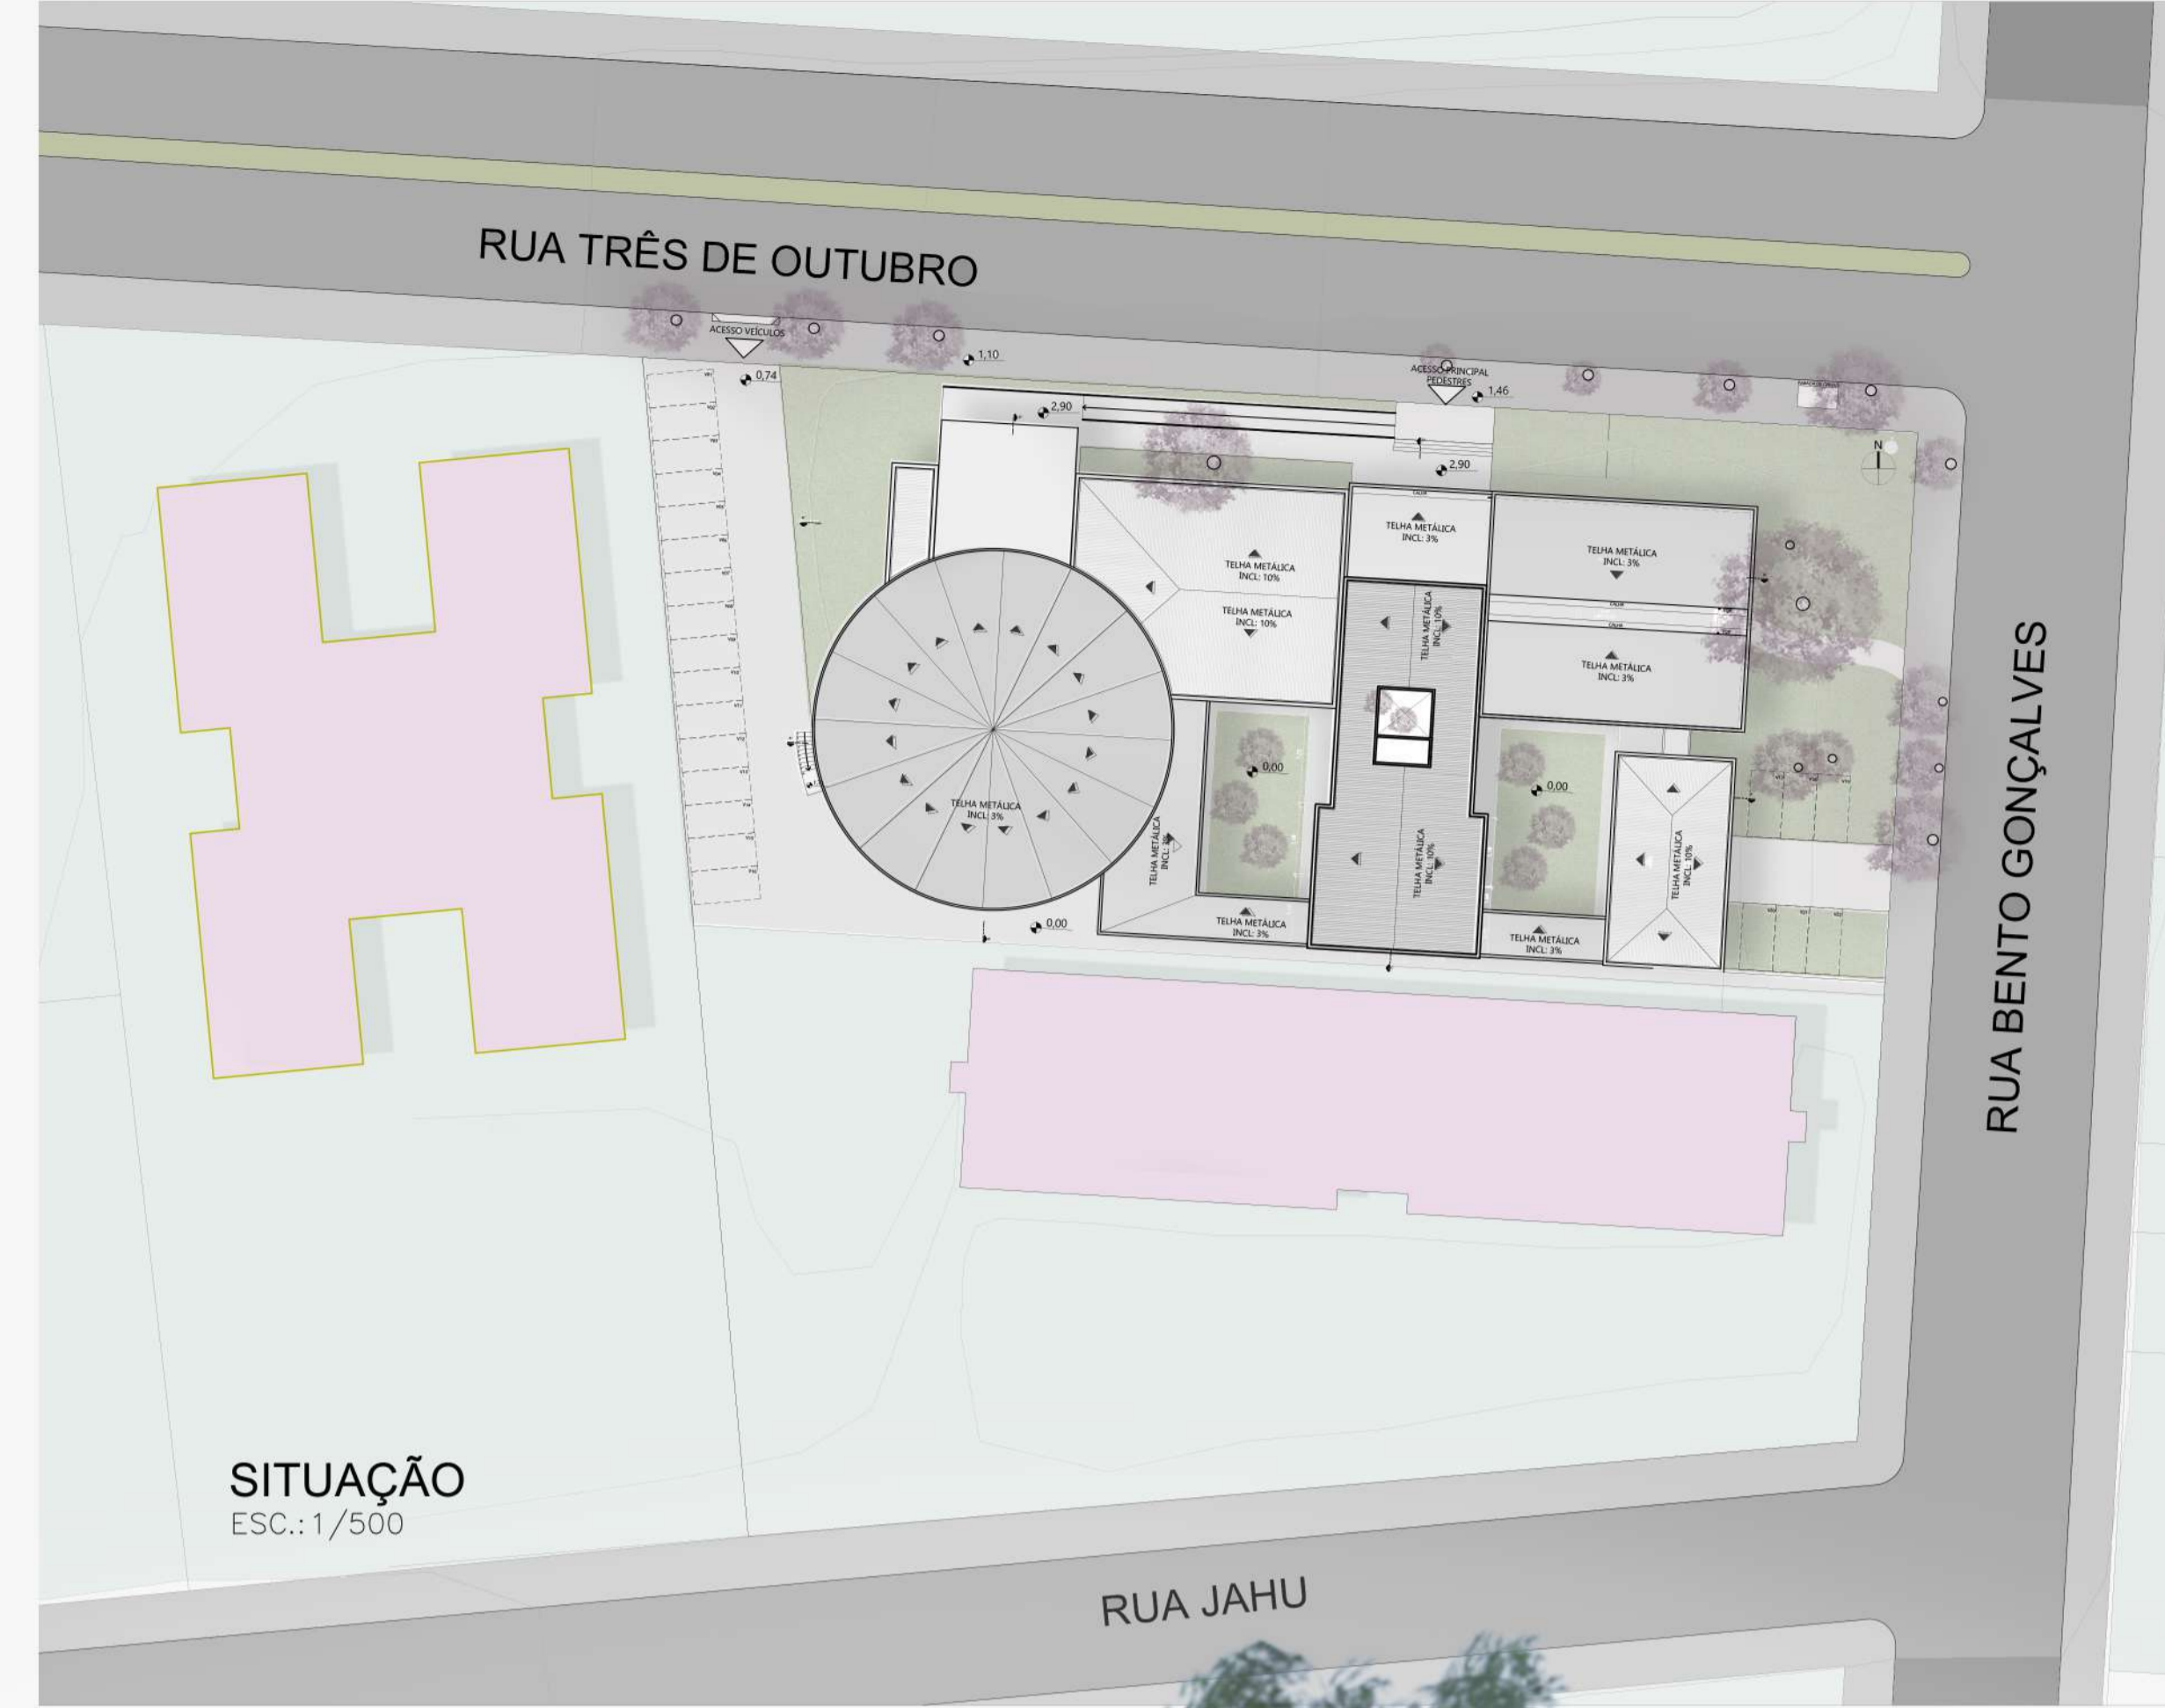 RUA TRÊS DE OUTUBRO
ACESSO VEÍCULOS
0,74
1,10
ACESSO PRINCIPAL
PEDESTRES
1,46
2,90
2,90
N
TELHA METÁLICA
INCL: 3%
TELHA METÁLICA
INCL: 3%
TELHA METÁLICA
INCL: 10%
TELHA METÁLICA
INCL: 10%
TELHA METÁLICA
INCL: 10%
TELHA METÁLICA
INCL: 3%
0,00
0,00
TELHA METÁLICA
INCL: 3%
TELHA METÁLICA
TELHA METÁLICA
INCL: 10%
TELHA METÁLICA
INCL: 10%
0,00
TELHA METÁLICA
INCL: 3%
TELHA METÁLICA
INCL: 3%
RUA BENTO GONÇALVES
SITUAÇÃO
ESC.: 1/500
RUA JAHU